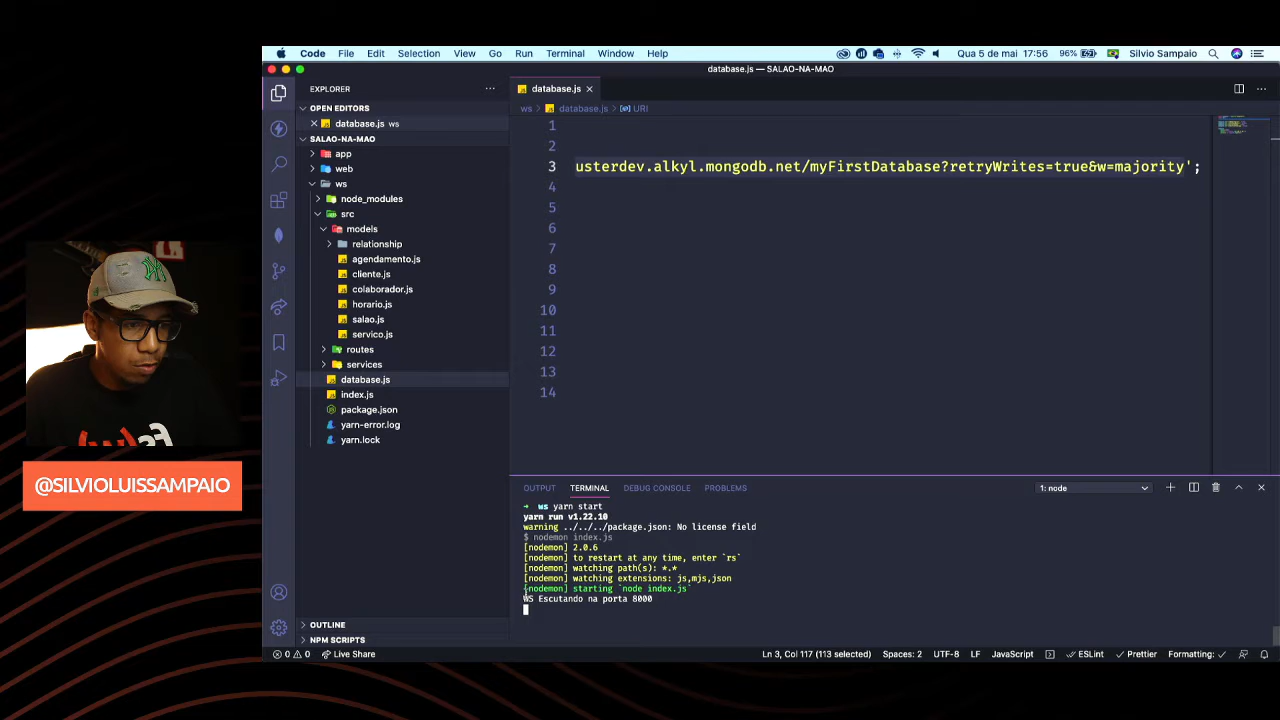 Code File Edit Selection View Go Run Terminal Window Help Qua 5 de mai 17:56 96% Silvio Sampaio
database.js — SALAO-NA-MAO
EXPLORER
OPEN EDITORS
database.js ws
SALAO-NA-MAO
app
web
ws
node_modules
src
models
relationship
agendamento.js
cliente.js
colaborador.js
horario.js
salao.js
servico.js
routes
services
database.js
index.js
package.json
yarn-error.log
yarn.lock
OUTLINE
NPM SCRIPTS
database.js
ws > database.js > URI
1
2
3 usterdev.alkyl.mongodb.net/myFirstDatabase?retryWrites=true&w=majority';
4
5
6
7
8
9
10
11
12
13
14
OUTPUT TERMINAL DEBUG CONSOLE PROBLEMS 1: node
→ ws yarn start
yarn run v1.22.10
warning ../../../package.json: No license field
$ nodemon index.js
[nodemon] 2.0.6
[nodemon] to restart at any time, enter `rs`
[nodemon] watching path(s): *.*
[nodemon] watching extensions: js,mjs,json
[nodemon] starting `node index.js`
WS Escutando na porta 8000
0 0 Live Share Ln 3, Col 117 (113 selected) Spaces: 2 UTF-8 LF JavaScript ESLint Prettier Formatting:
@SILVIOLUISSAMPAIO